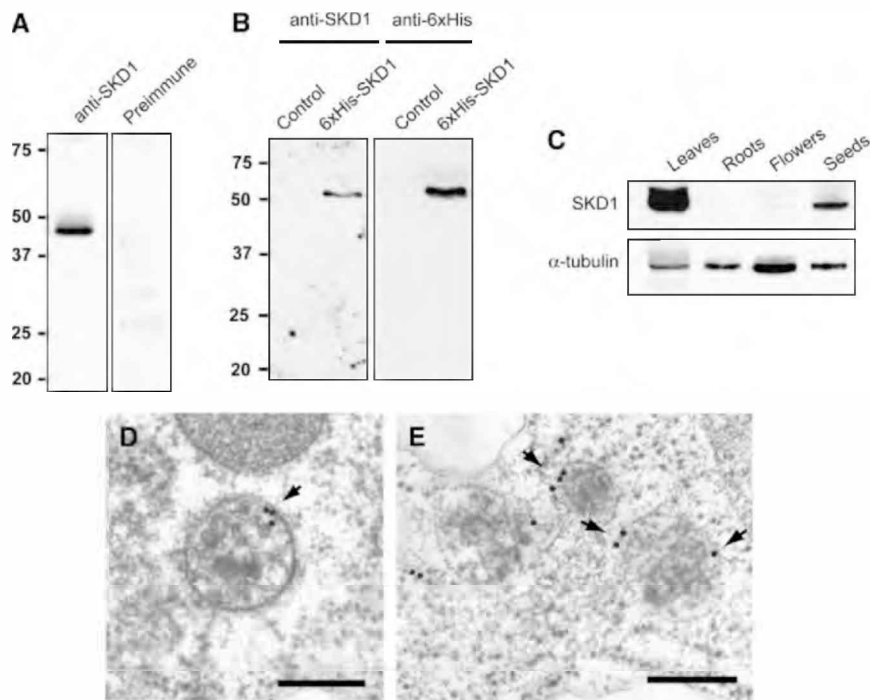 A
anti-SKD1
Preimmune
75
50
37
25
20
B
anti-SKD1
anti-6xHis
Control
6xHis-SKD1
Control
6xHis-SKD1
75
50
37
25
20
C
Leaves
Roots
Flowers
Seeds
SKD1
α-tubulin
D
E